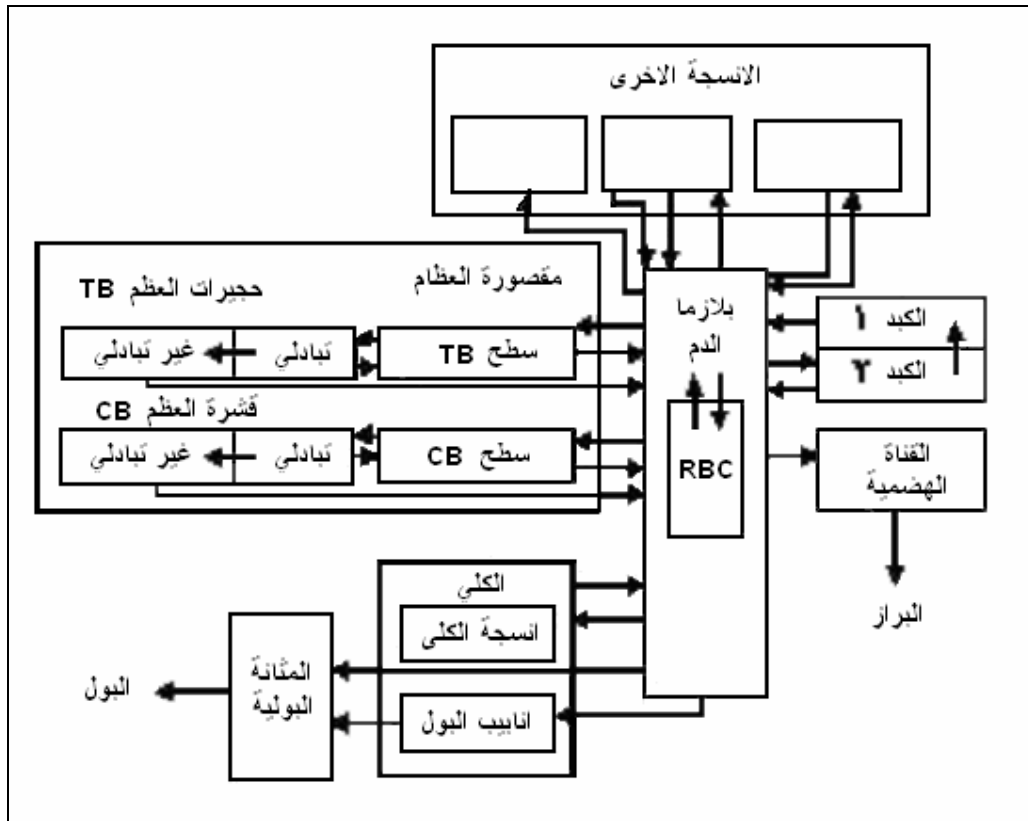 الانسجة الاخرى
مقصورة العظام
حجيرات العظم TB
غير تبادلي
تبادلي
سطح TB
قشرة العظم CB
غير تبادلي
تبادلي
سطح CB
بلازما
الدم
RBC
الكبد ١
الكبد ٢
القناة
الهضمية
البراز
الكلي
انسجة الكلى
انابيب البول
المثانة
البولية
البول